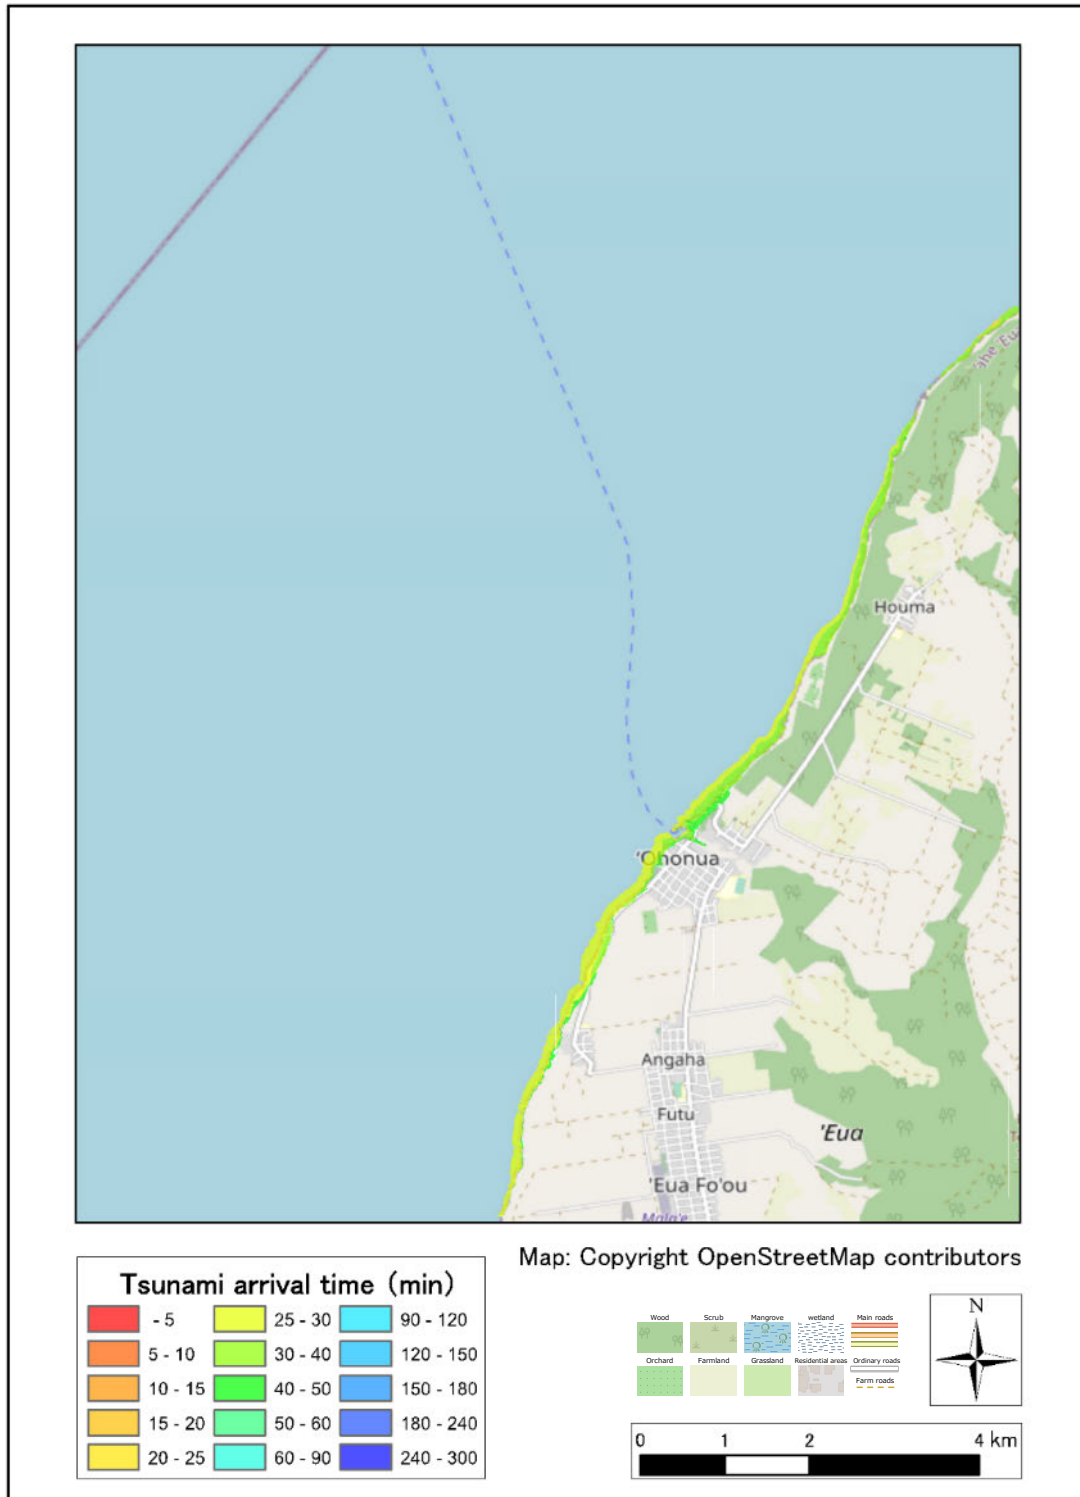 Houma
'Ohonua
Angaha
Futu
'Eua
'Eua Fo'ou
Map: Copyright OpenStreetMap contributors
Tsunami arrival time (min)
- 5
25 - 30
90 - 120
5 - 10
30 - 40
120 - 150
10 - 15
40 - 50
150 - 180
15 - 20
50 - 60
180 - 240
20 - 25
60 - 90
240 - 300
Wood
Scrub
Mangrove
wetland
Main roads
Orchard
Farmland
Grassland
Residential areas
Ordinary roads
Farm roads
N
0 1 2 4 km